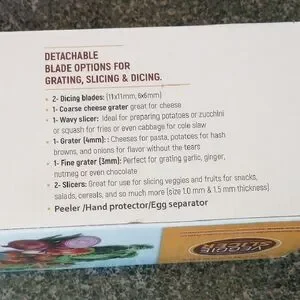 DETACHABLE
BLADE OPTIONS FOR
GRATING, SLICING & DICING.
• 2- Dicing blades: (11x11mm, 6x6mm)
• 1- Coarse cheese grater great for cheese
• 1- Wavy slicer: Ideal for preparing potatoes or zucchini
or squash for fries or even cabbage for cole slaw
• 1- Grater (4mm): : Cheeses for pasta, potatoes for hash
browns, and onions for flavor without the tears
• 1- Fine grater (3mm): Perfect for grating garlic, ginger,
nutmeg or even chocolate
• 2- Slicers: Great for use for slicing veggies and fruits for snacks,
salads, cereals, and so much more (size 1.0 mm & 1.5 mm thickness)
• Peeler /Hand protector/Egg separator
VEGGIE
SLICER